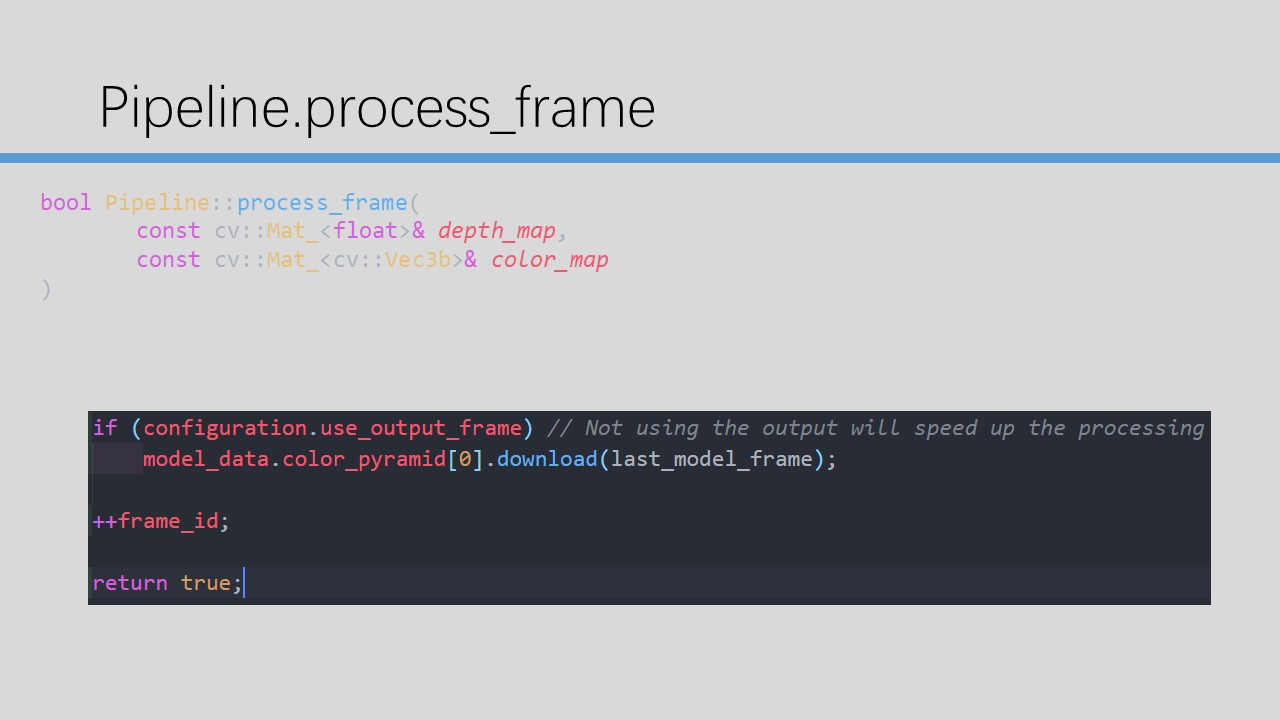 Pipeline.process_frame
bool Pipeline::process_frame(
const cv::Mat_<float>& depth_map,
const cv::Mat_<cv::Vec3b>& color_map
)
if (configuration.use_output_frame) // Not using the output will speed up the processing
model_data.color_pyramid[0].download(last_model_frame);
++frame_id;
return true;